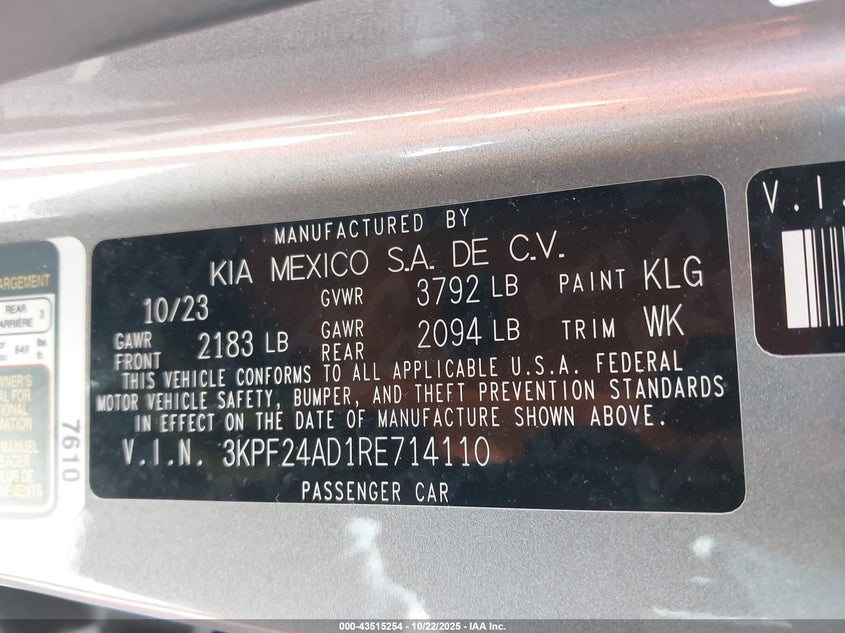 MANUFACTURED BY
KIA MEXICO S.A. DE C.V.
10/23 GVWR 3792 LB PAINT KLG
GAWR FRONT 2183 LB GAWR REAR 2094 LB TRIM WK
THIS VEHICLE CONFORMS TO ALL APPLICABLE U.S.A. FEDERAL
MOTOR VEHICLE SAFETY, BUMPER, AND THEFT PREVENTION STANDARDS
IN EFFECT ON THE DATE OF MANUFACTURE SHOWN ABOVE.
V.I.N. 3KPF24AD1RE714110
PASSENGER CAR
REAR 3
7610
V.I.
000-43515254 - 10/22/2025 - IAA Inc.